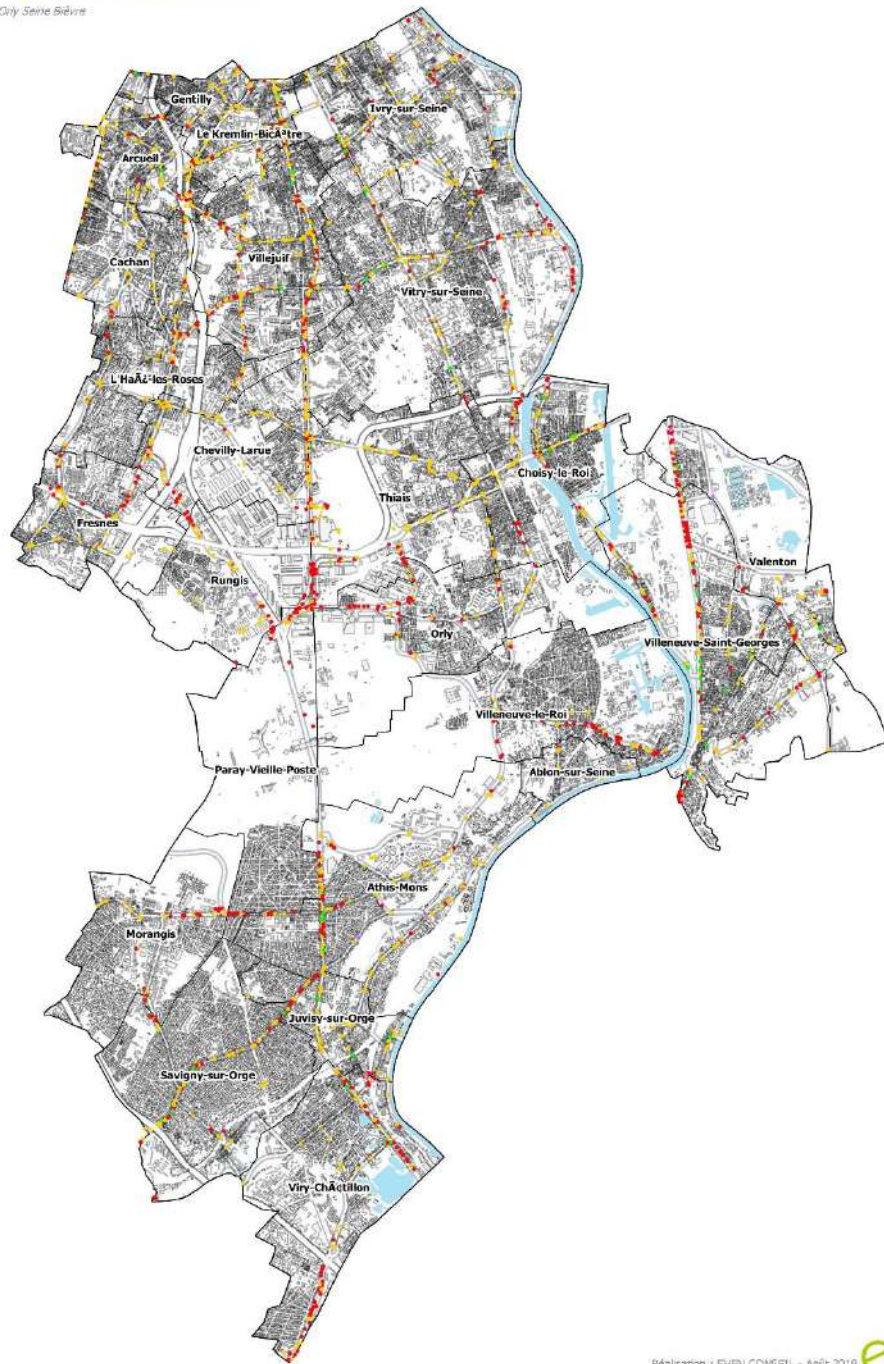 Orly Seine Bièvre
Gentilly
Ivry-sur-Seine
Le Kremlin-BicÃªtre
Arcueil
Cachan
Villejuif
Vitry-sur-Seine
L'HaÃ¿-les-Roses
Chevilly-Larue
Choisy-le-Roi
Thiais
Fresnes
Valenton
Rungis
Orly
Villeneuve-Saint-Georges
Villeneuve-le-Roi
Paray-Vieille-Poste
Ablon-sur-Seine
Athis-Mons
Morangis
Juvisy-sur-Orge
Savigny-sur-Orge
Viry-ChÃ¢tillon
Réalisation : EVEN CONSEIL - Août 2019